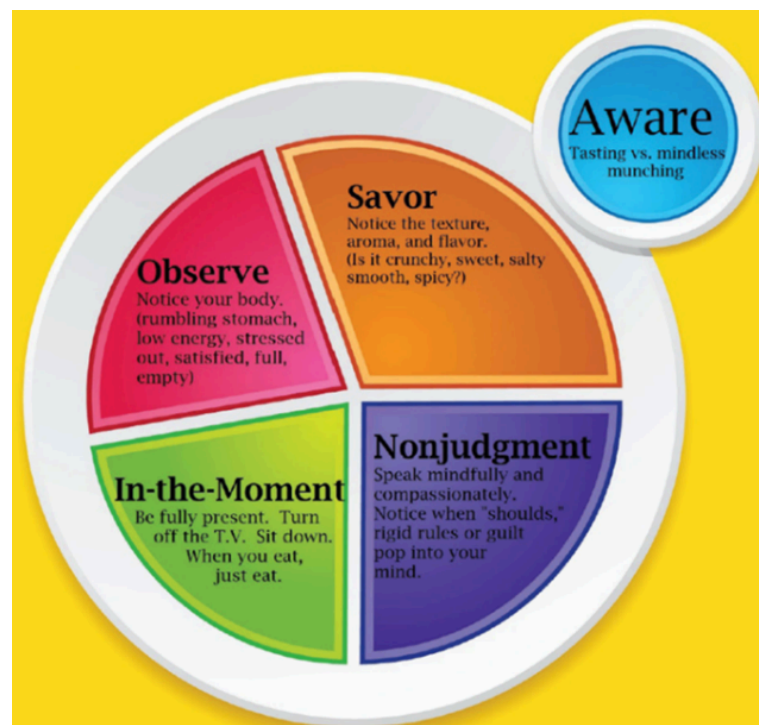 Aware
Tasting vs. mindless
munching
Savor
Notice the texture,
aroma, and flavor.
(Is it crunchy, sweet, salty
smooth, spicy?)
Observe
Notice your body.
(rumbling stomach,
low energy, stressed
out, satisfied, full,
empty)
In-the-Moment
Be fully present. Turn
off the T.V. Sit down.
When you eat,
just eat.
Nonjudgment
Speak mindfully and
compassionately.
Notice when "shoulds,"
rigid rules or guilt
pop into your
mind.